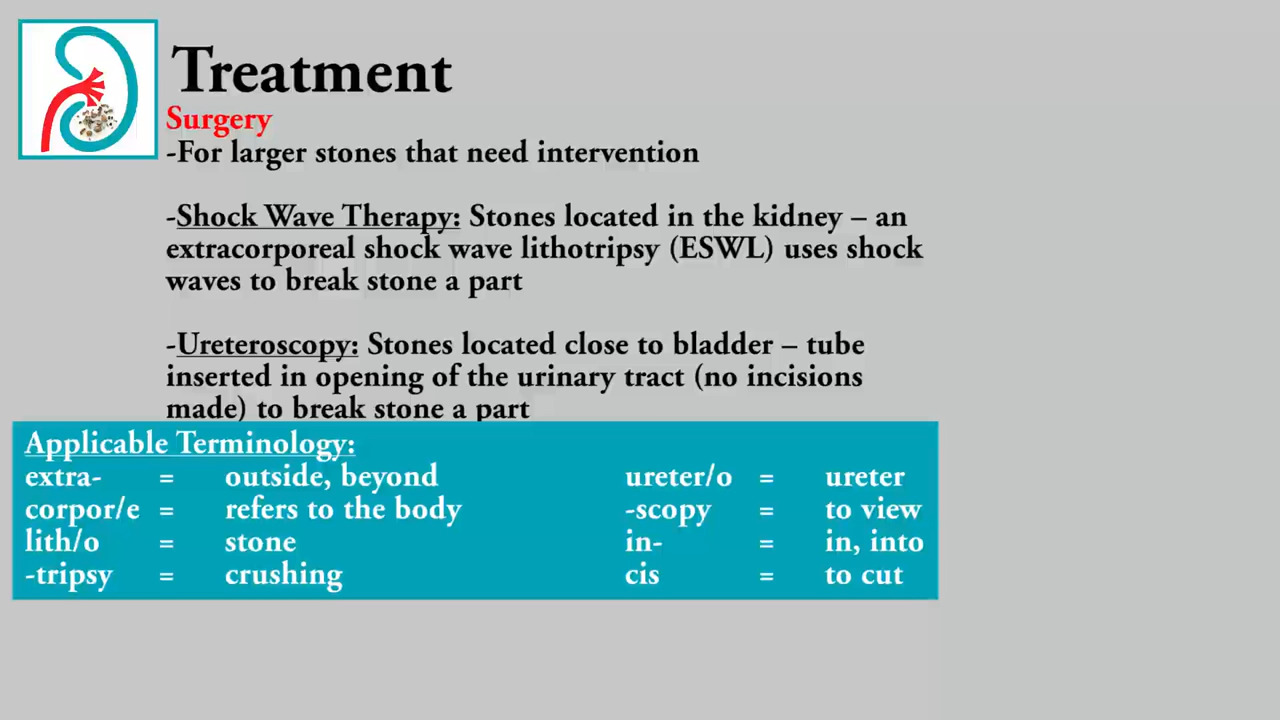 Treatment
Surgery
-For larger stones that need intervention
-Shock Wave Therapy: Stones located in the kidney – an
extracorporeal shock wave lithotripsy (ESWL) uses shock
waves to break stone a part
-Ureteroscopy: Stones located close to bladder – tube
inserted in opening of the urinary tract (no incisions
made) to break stone a part
Applicable Terminology:
extra- = outside, beyond ureter/o = ureter
corpor/e = refers to the body -scopy = to view
lith/o = stone in- = in, into
-tripsy = crushing cis = to cut